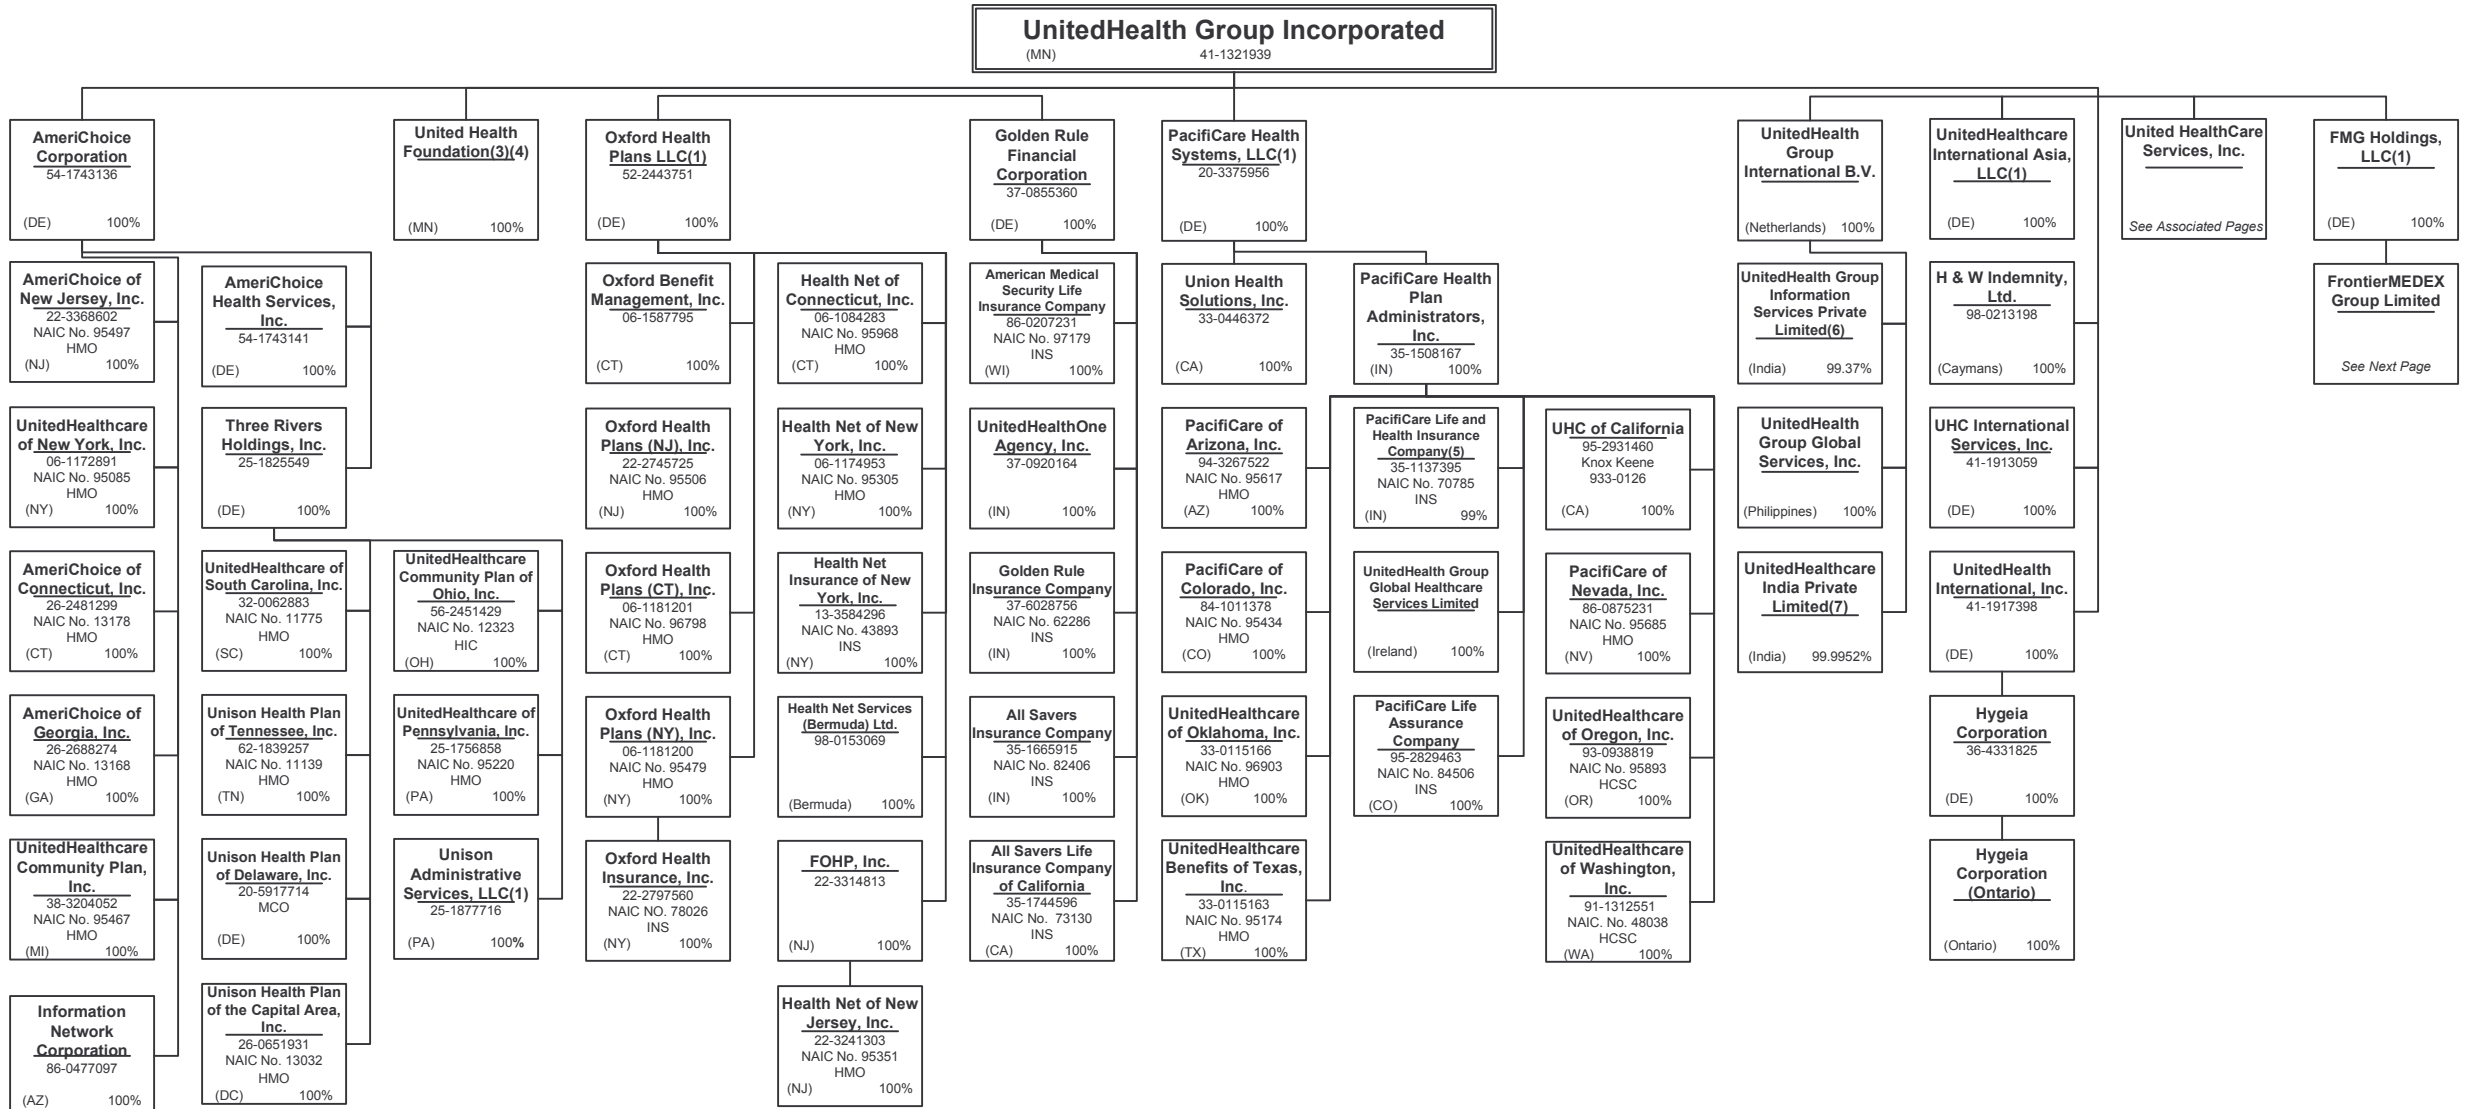 UnitedHealth Group Incorporated
(MN) 41-1321939
AmeriChoice
Corporation
54-1743136
(DE) 100%
United Health
Foundation(3)(4)
(MN) 100%
Oxford Health
Plans LLC(1)
52-2443751
(DE) 100%
Golden Rule
Financial
Corporation
37-0855360
(DE) 100%
PacifiCare Health
Systems, LLC(1)
20-3375956
(DE) 100%
UnitedHealth
Group
International B.V.
(Netherlands) 100%
UnitedHealthcare
International Asia,
LLC(1)
(DE) 100%
United HealthCare
Services, Inc.
See Associated Pages
FMG Holdings,
LLC(1)
(DE) 100%
AmeriChoice of
New Jersey, Inc.
22-3368602
NAIC No. 95497
HMO
(NJ) 100%
AmeriChoice
Health Services,
Inc.
54-1743141
(DE) 100%
Oxford Benefit
Management, Inc.
06-1587795
(CT) 100%
Health Net of
Connecticut, Inc.
06-1084283
NAIC No. 95968
HMO
(CT) 100%
American Medical
Security Life
Insurance Company
86-0207231
NAIC No. 97179
INS
(WI) 100%
Union Health
Solutions, Inc.
33-0446372
(CA) 100%
PacifiCare Health
Plan
Administrators,
Inc.
35-1508167
(IN) 100%
UnitedHealth Group
Information
Services Private
Limited(6)
(India) 99.37%
H & W Indemnity,
Ltd.
98-0213198
(Caymans) 100%
FrontierMEDEX
Group Limited
See Next Page
UnitedHealthcare
of New York, Inc.
06-1172891
NAIC No. 95085
HMO
(NY) 100%
Three Rivers
Holdings, Inc.
25-1825549
(DE) 100%
Oxford Health
Plans (NJ), Inc.
22-2745725
NAIC No. 95506
HMO
(NJ) 100%
Health Net of New
York, Inc.
06-1174953
NAIC No. 95305
HMO
(NY) 100%
UnitedHealthOne
Agency, Inc.
37-0920164
(IN) 100%
PacifiCare of
Arizona, Inc.
94-3267522
NAIC No. 95617
HMO
(AZ) 100%
PacifiCare Life and
Health Insurance
Company(5)
35-1137395
NAIC No. 70785
INS
(IN) 99%
UHC of California
95-2931460
Knox Keene
933-0126
(CA) 100%
UnitedHealth
Group Global
Services, Inc.
(Philippines) 100%
UHC International
Services, Inc.
41-1913059
(DE) 100%
AmeriChoice of
Connecticut, Inc.
26-2481299
NAIC No. 13178
HMO
(CT) 100%
UnitedHealthcare of
South Carolina, Inc.
32-0062883
NAIC No. 11775
HMO
(SC) 100%
UnitedHealthcare
Community Plan of
Ohio, Inc.
56-2451429
NAIC No. 12323
HIC
(OH) 100%
Oxford Health
Plans (CT), Inc.
06-1181201
NAIC No. 96798
HMO
(CT) 100%
Health Net
Insurance of New
York, Inc.
13-3584296
NAIC No. 43893
INS
(NY) 100%
Golden Rule
Insurance Company
37-6028756
NAIC No. 62286
INS
(IN) 100%
PacifiCare of
Colorado, Inc.
84-1011378
NAIC No. 95434
HMO
(CO) 100%
UnitedHealth Group
Global Healthcare
Services Limited
(Ireland) 100%
PacifiCare of
Nevada, Inc.
86-0875231
NAIC No. 95685
HMO
(NV) 100%
UnitedHealthcare
India Private
Limited(7)
(India) 99.9952%
UnitedHealth
International, Inc.
41-1917398
(DE) 100%
AmeriChoice of
Georgia, Inc.
26-2688274
NAIC No. 13168
HMO
(GA) 100%
Unison Health Plan
of Tennessee, Inc.
62-1839257
NAIC No. 11139
HMO
(TN) 100%
UnitedHealthcare of
Pennsylvania, Inc.
25-1756858
NAIC No. 95220
HMO
(PA) 100%
Oxford Health
Plans (NY), Inc.
06-1181200
NAIC No. 95479
HMO
(NY) 100%
Health Net Services
(Bermuda) Ltd.
98-0153069
(Bermuda) 100%
All Savers
Insurance Company
35-1665915
NAIC No. 82406
INS
(IN) 100%
UnitedHealthcare
of Oklahoma, Inc.
33-0115166
NAIC No. 96903
HMO
(OK) 100%
PacifiCare Life
Assurance
Company
95-2829463
NAIC No. 84506
INS
(CO) 100%
UnitedHealthcare
of Oregon, Inc.
93-0938819
NAIC No. 95893
HCSC
(OR) 100%
Hygeia
Corporation
36-4331825
(DE) 100%
UnitedHealthcare
Community Plan,
Inc.
38-3204052
NAIC No. 95467
HMO
(MI) 100%
Unison Health Plan
of Delaware, Inc.
20-5917714
MCO
(DE) 100%
Unison
Administrative
Services, LLC(1)
25-1877716
(PA) 100%
Oxford Health
Insurance, Inc.
22-2797560
NAIC NO. 78026
INS
(NY) 100%
FOHP, Inc.
22-3314813
(NJ) 100%
All Savers Life
Insurance Company
of California
35-1744596
NAIC No. 73130
INS
(CA) 100%
UnitedHealthcare
Benefits of Texas,
Inc.
33-0115163
NAIC No. 95174
HMO
(TX) 100%
UnitedHealthcare
of Washington,
Inc.
91-1312551
NAIC. No. 48038
HCSC
(WA) 100%
Hygeia
Corporation
(Ontario)
(Ontario) 100%
Information
Network
Corporation
86-0477097
(AZ) 100%
Unison Health Plan
of the Capital Area,
Inc.
26-0651931
NAIC No. 13032
HMO
(DC) 100%
Health Net of New
Jersey, Inc.
22-3241303
NAIC No. 95351
HMO
(NJ) 100%